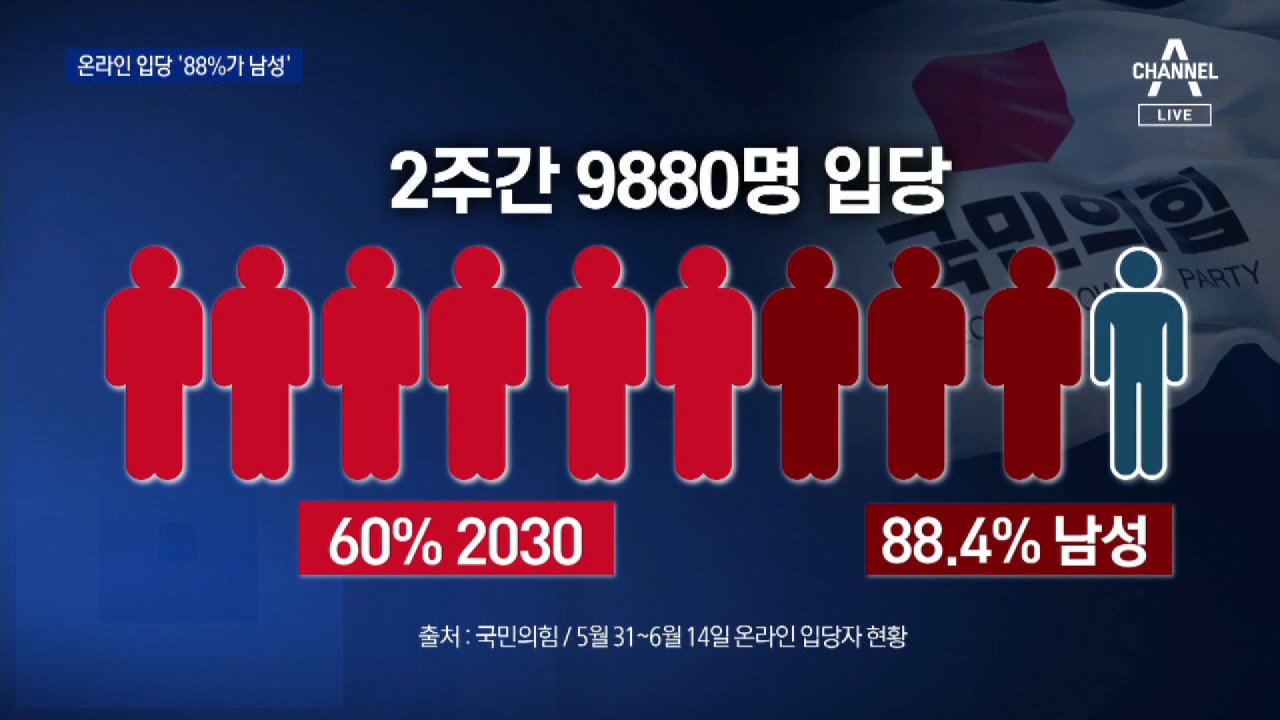 온라인 입당 '88%가 남성'
CHANNEL A
LIVE
2주간 9880명 입당
국민의힘
PARTY
60% 2030
88.4% 남성
출처 : 국민의힘 / 5월 31~6월 14일 온라인 입당자 현황